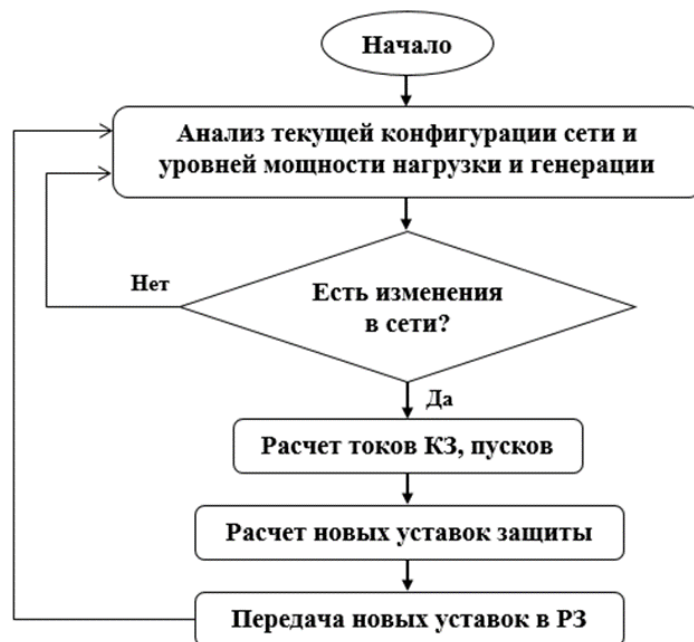 Начало
Анализ текущей конфигурации сети и
уровней мощности нагрузки и генерации
Нет
Есть изменения
в сети?
Да
Расчет токов КЗ, пусков
Расчет новых уставок защиты
Передача новых уставок в РЗ